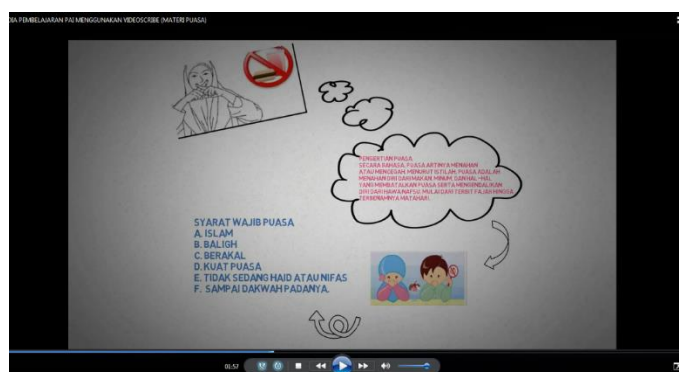 DIA PEMBELAJARAN PAI MENGGUNAKAN VIDEOSCRIBE (MATERI PUASA)
PENGERTIAN PUASA.
SECARA BAHASA, PUASA ARTINYA MENAHAN
ATAU MENCEGAH. MENURUT ISTILAH, PUASA ADALAH
MENAHAN DIRI DARI MAKAN, MINUM, DAN HAL -HAL
YANG MEMBATALKAN PUASA SERTA MENGENDALIKAN
DIRI DARI HAWA NAFSU, MULAI DARI TERBIT FAJAR HINGGA
TERBENAMNYA MATAHARI.
SYARAT WAJIB PUASA
A. ISLAM
B. BALIGH
C. BERAKAL
D. KUAT PUASA
E. TIDAK SEDANG HAID ATAU NIFAS
F. SAMPAI DAKWAH PADANYA.
01:57